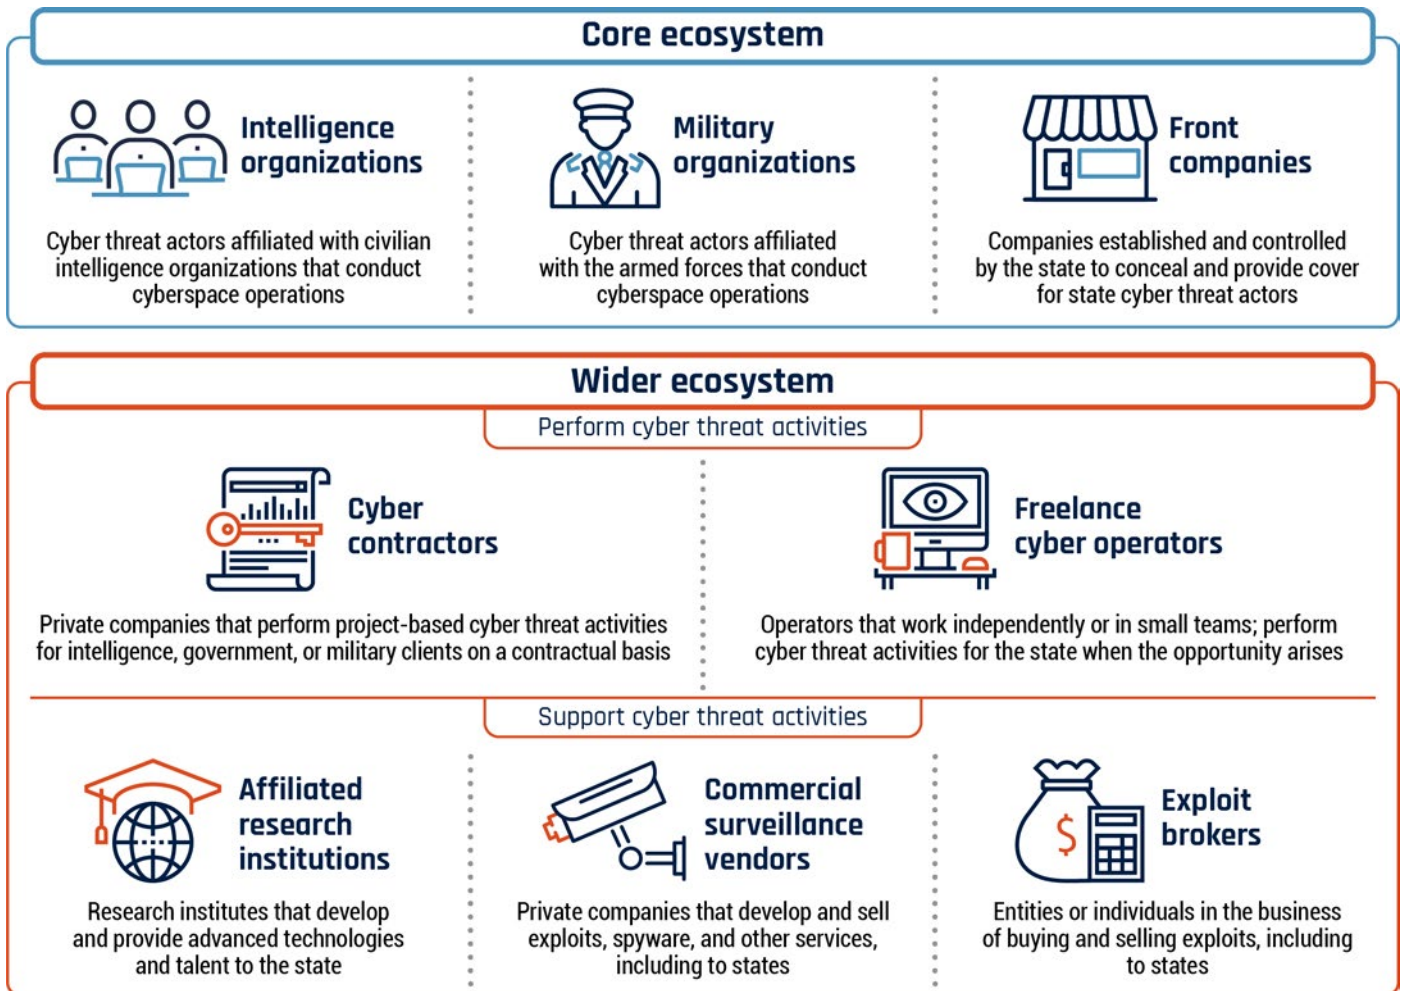 Core ecosystem
Intelligence
organizations
Cyber threat actors affiliated with civilian
intelligence organizations that conduct
cyberspace operations
Military
organizations
Cyber threat actors affiliated
with the armed forces that conduct
cyberspace operations
Front
companies
Companies established and controlled
by the state to conceal and provide cover
for state cyber threat actors
Wider ecosystem
Perform cyber threat activities
Cyber
contractors
Private companies that perform project-based cyber threat activities
for intelligence, government, or military clients on a contractual basis
Freelance
cyber operators
Operators that work independently or in small teams; perform
cyber threat activities for the state when the opportunity arises
Support cyber threat activities
Affiliated
research
institutions
Research institutes that develop
and provide advanced technologies
and talent to the state
Commercial
surveillance
vendors
Private companies that develop and sell
exploits, spyware, and other services,
including to states
$
Exploit
brokers
Entities or individuals in the business
of buying and selling exploits, including
to states